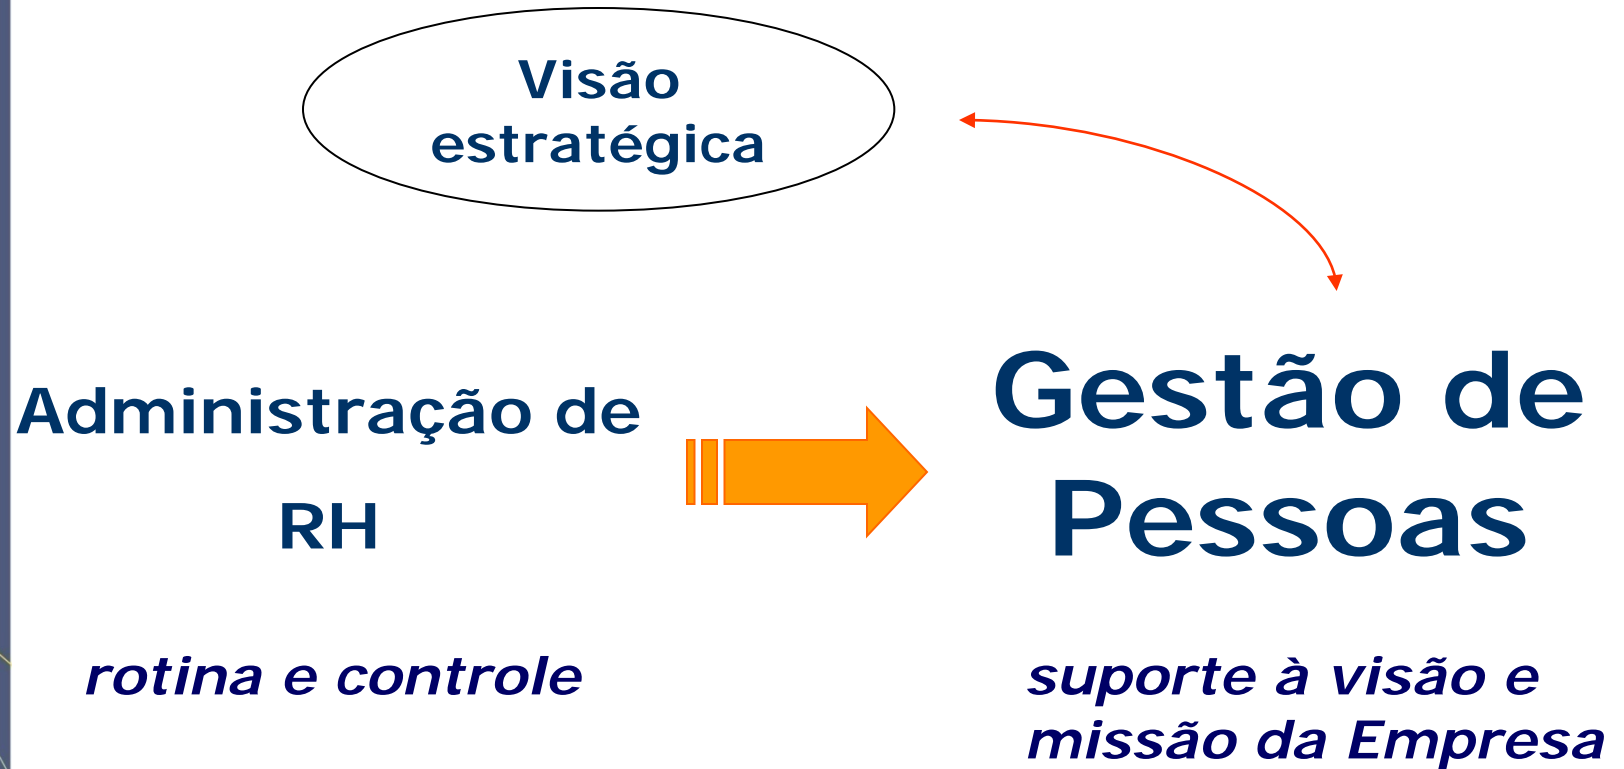 Visão
estratégica
Administração de
RH
rotina e controle
Gestão de
Pessoas
suporte à visão e
missão da Empresa